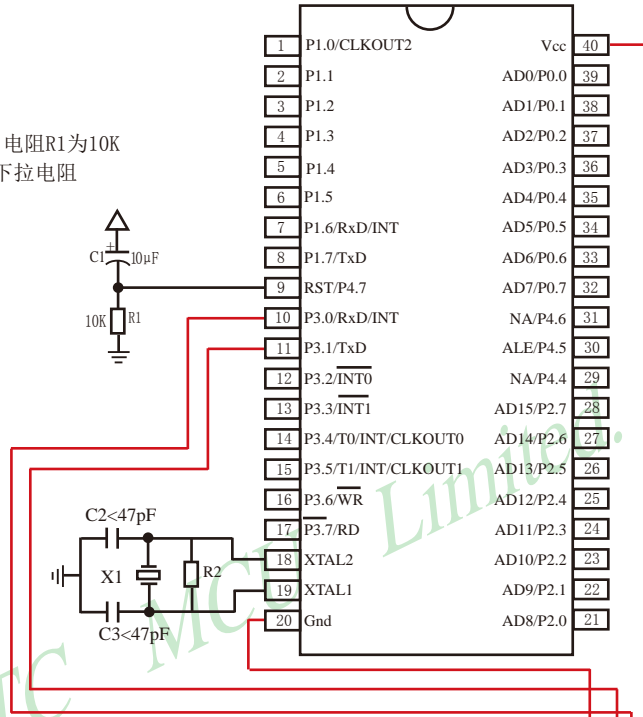 电阻R1为10K
下拉电阻
C1
+
10μF
10K
R1
C2<47pF
X1
R2
C3<47pF
1 P1.0/CLKOUT2
2 P1.1
3 P1.2
4 P1.3
5 P1.4
6 P1.5
7 P1.6/RxD/INT
8 P1.7/TxD
9 RST/P4.7
10 P3.0/RxD/INT
11 P3.1/TxD
12 P3.2/INT0
13 P3.3/INT1
14 P3.4/T0/INT/CLKOUT0
15 P3.5/T1/INT/CLKOUT1
16 P3.6/WR
17 P3.7/RD
18 XTAL2
19 XTAL1
20 Gnd
Vcc 40
AD0/P0.0 39
AD1/P0.1 38
AD2/P0.2 37
AD3/P0.3 36
AD4/P0.4 35
AD5/P0.5 34
AD6/P0.6 33
AD7/P0.7 32
NA/P4.6 31
ALE/P4.5 30
NA/P4.4 29
AD15/P2.7 28
AD14/P2.6 27
AD13/P2.5 26
AD12/P2.4 25
AD11/P2.3 24
AD10/P2.2 23
AD9/P2.1 22
AD8/P2.0 21
TC MCU Limited.